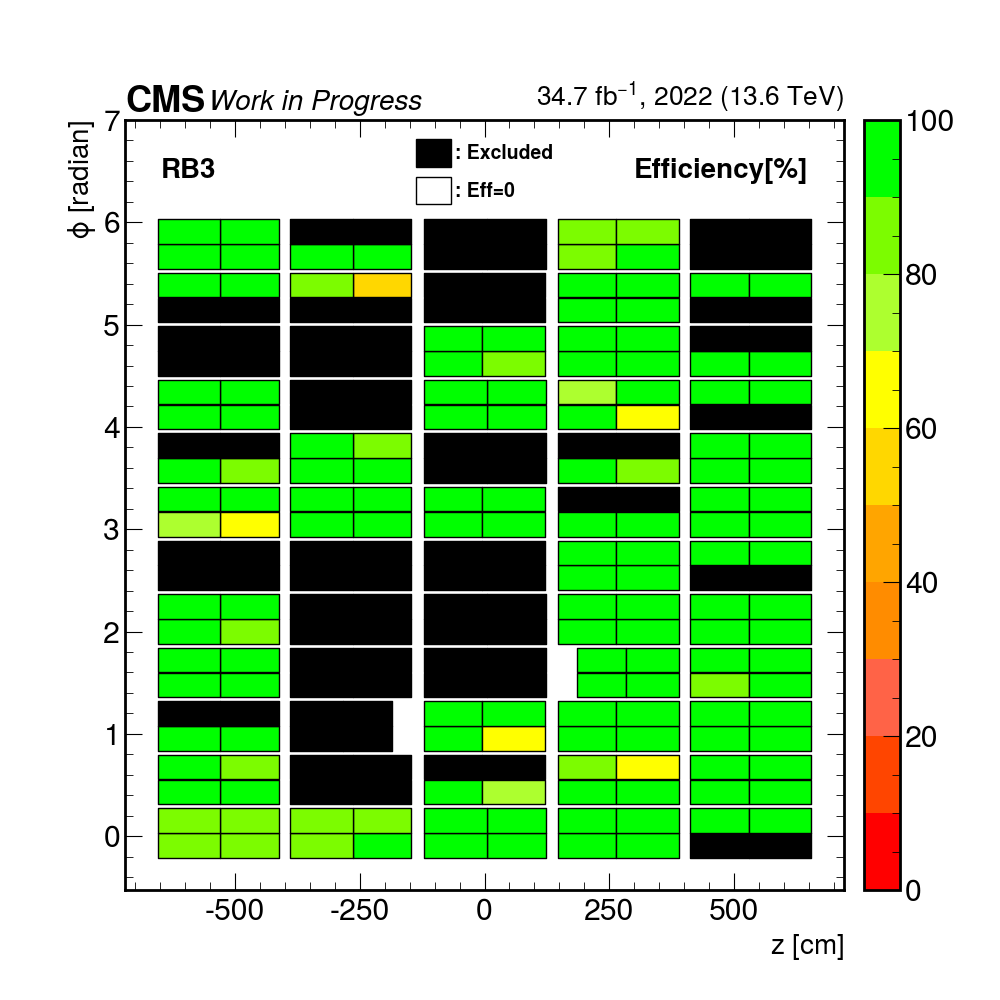 CMS Work in Progress 34.7 fb⁻¹, 2022 (13.6 TeV)
RB3
: Excluded
: Eff=0
Efficiency[%]
ϕ [radian]
7
6
5
4
3
2
1
0
-500 -250 0 250 500
z [cm]
100
80
60
40
20
0